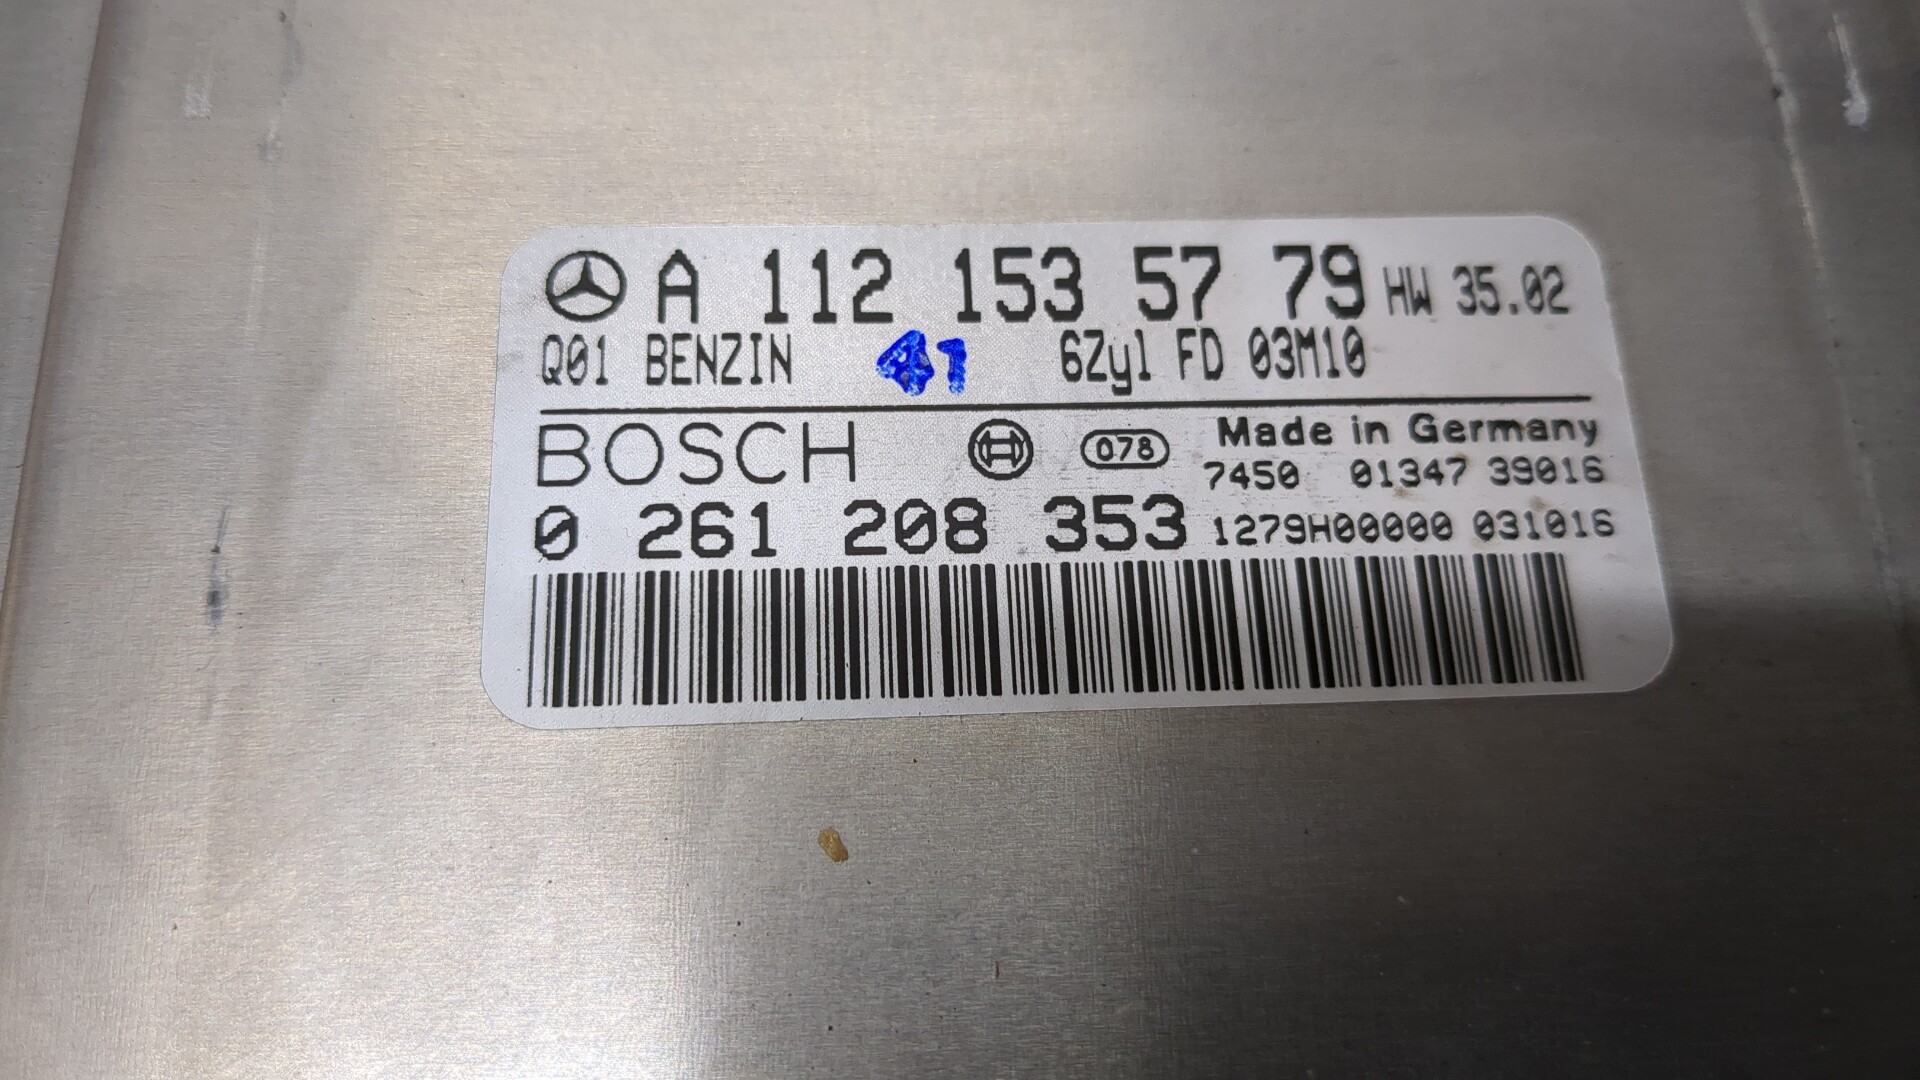 A 112 153 57 79 HW 35.02
Q01 BENZIN 41 6Zyl FD 03M10
BOSCH 078 Made in Germany
7450 01347 39016
0 261 208 353 1279H00000 031016